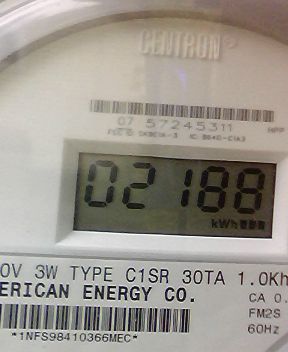 CENTRON®
07 57245311
HPP
02188
kWh
0V 3W TYPE C1SR 30TA 1.0Kh
ERICAN ENERGY CO.
CA 0.
FM2S
60Hz
*1NFS98410366MEC*